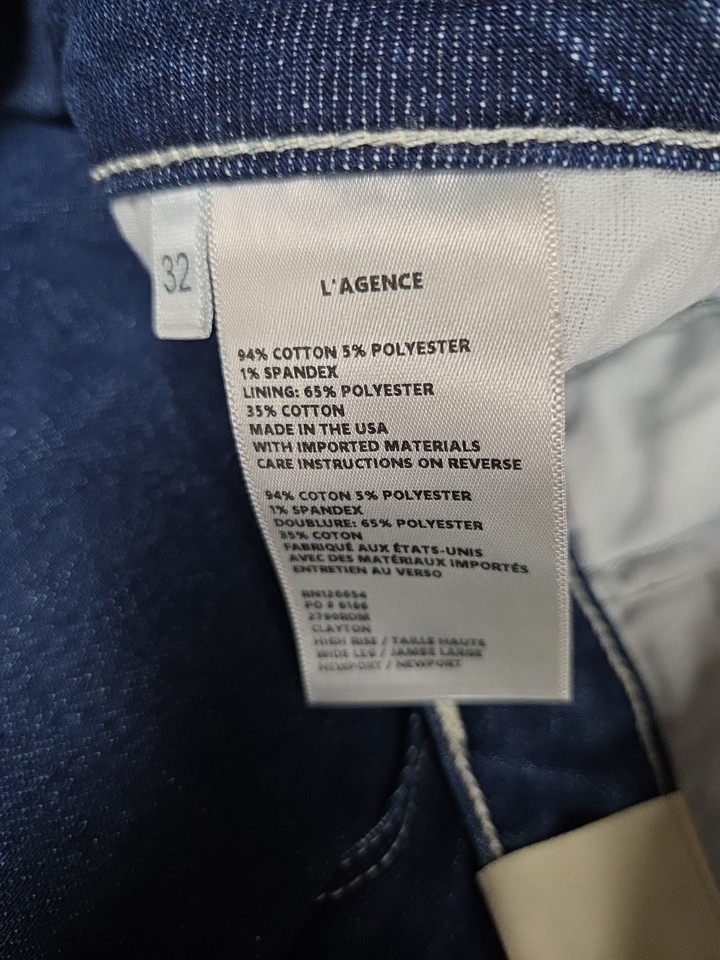 32
L'AGENCE
94% COTTON 5% POLYESTER
1% SPANDEX
LINING: 65% POLYESTER
35% COTTON
MADE IN THE USA
WITH IMPORTED MATERIALS
CARE INSTRUCTIONS ON REVERSE
94% COTON 5% POLYESTER
1% SPANDEX
DOUBLURE: 65% POLYESTER
35% COTON
FABRIQUÉ AUX ÉTATS-UNIS
AVEC DES MATÉRIAUX IMPORTÉS
ENTRETIEN AU VERSO
PO # 6166
CLAYTON
HIGH RISE / TAILLE HAUTE
WIDE LEG / JAMBE LARGE
NEWPORT / NEWPORT